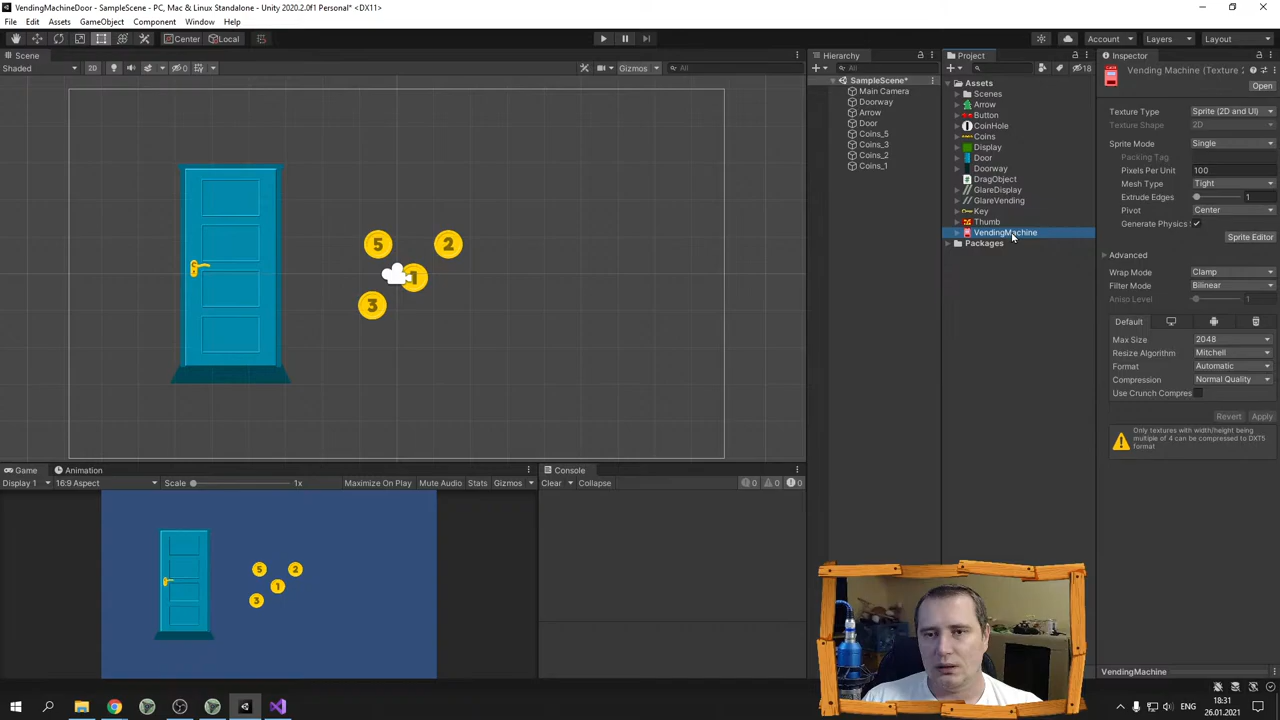 VendingMachineDoor - SampleScene - PC, Mac & Linux Standalone - Unity 2020.2.0f1 Personal* <DX11>
File Edit Assets GameObject Component Window Help
Center Local Account Layers Layout
Scene
Shaded 2D 0 Gizmos All
5 2
1
3
Game Animation
Display 1 16:9 Aspect Scale 1x Maximize On Play Mute Audio Stats Gizmos
5 2
1
3
Console
Clear Collapse 0 0 0
Hierarchy
All
SampleScene*
Main Camera
Doorway
Arrow
Door
Coins_5
Coins_3
Coins_2
Coins_1
Project
18
Assets
Scenes
Arrow
Button
CoinHole
Coins
Display
Door
Doorway
DragObject
GlareDisplay
GlareVending
Key
Thumb
VendingMachine
Packages
Inspector
Vending Machine (Texture 2
Open
Texture Type Sprite (2D and UI)
Texture Shape 2D
Sprite Mode Single
Packing Tag
Pixels Per Unit 100
Mesh Type Tight
Extrude Edges 1
Pivot Center
Generate Physics
Sprite Editor
Advanced
Wrap Mode Clamp
Filter Mode Bilinear
Aniso Level 1
Default
Max Size 2048
Resize Algorithm Mitchell
Format Automatic
Compression Normal Quality
Use Crunch Compres
Revert Apply
Only textures with width/height being
multiple of 4 can be compressed to DXT5
format
VendingMachine
ENG
18:31
26.01.2021